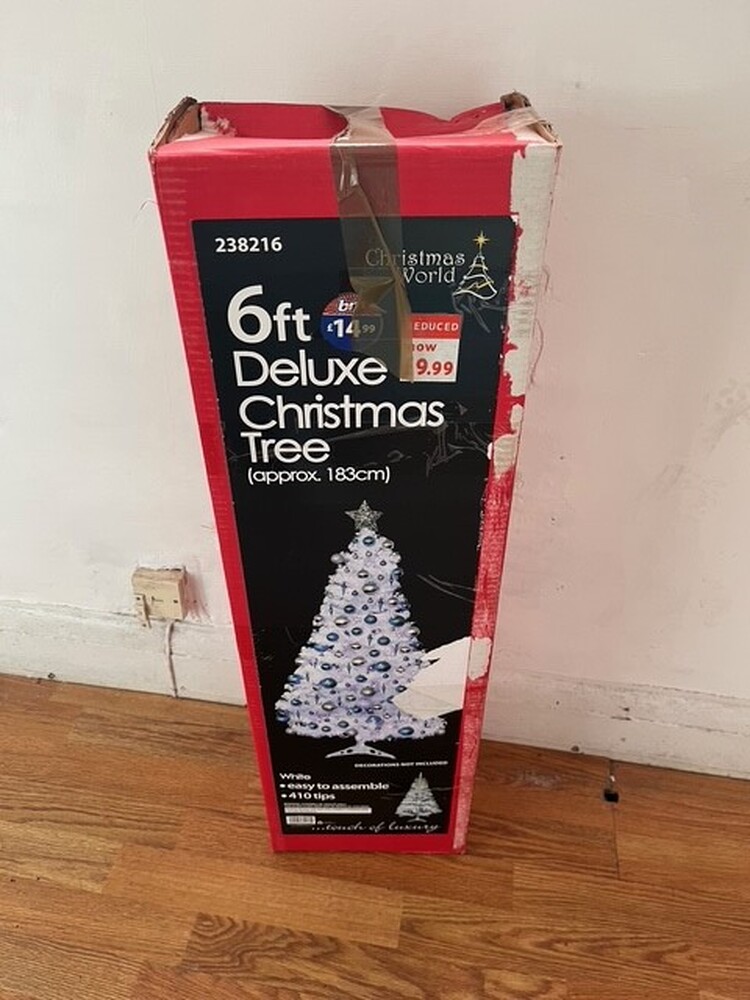 238216
Christmas
World
6ft
£14.99
EDUCED
now
9.99
Deluxe
Christmas
Tree
(approx. 183cm)
DECORATIONS NOT INCLUDED
White
• easy to assemble
• 410 tips
...touch of luxury